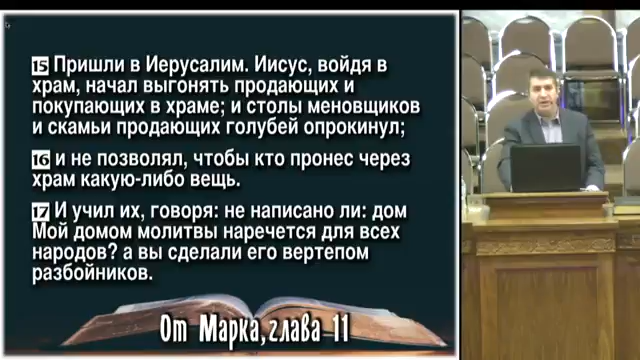 15 Пришли в Иерусалим. Иисус, войдя в
храм, начал выгонять продающих и
покупающих в храме; и столы меновщиков
и скамьи продающих голубей опрокинул;
16 и не позволял, чтобы кто пронес через
храм какую-либо вещь.
17 И учил их, говоря: не написано ли: дом
Мой домом молитвы наречется для всех
народов? а вы сделали его вертепом
разбойников.
От Марка,глава 11